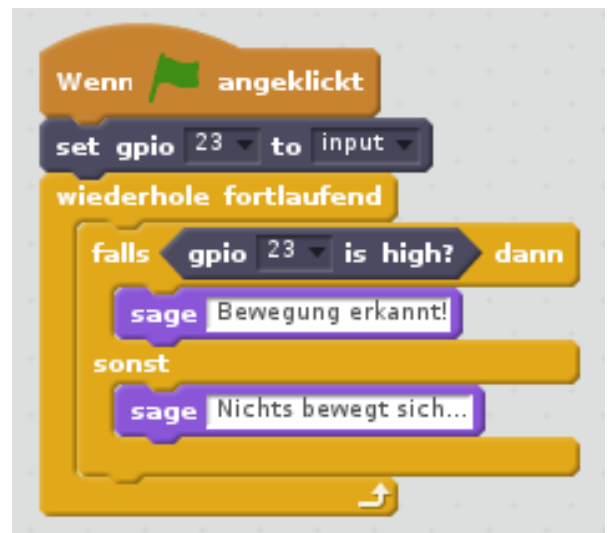 Wenn angeklickt
set gpio 23 to input
wiederhole fortlaufend
falls gpio 23 is high? dann
sage Bewegung erkannt!
sonst
sage Nichts bewegt sich...